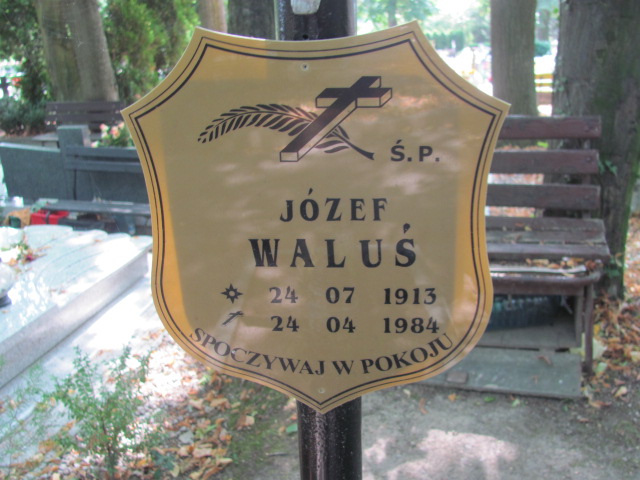 Ś.P.
JÓZEF
WALUŚ
24 07 1913
24 04 1984
SPOCZYWAJ W POKOJU